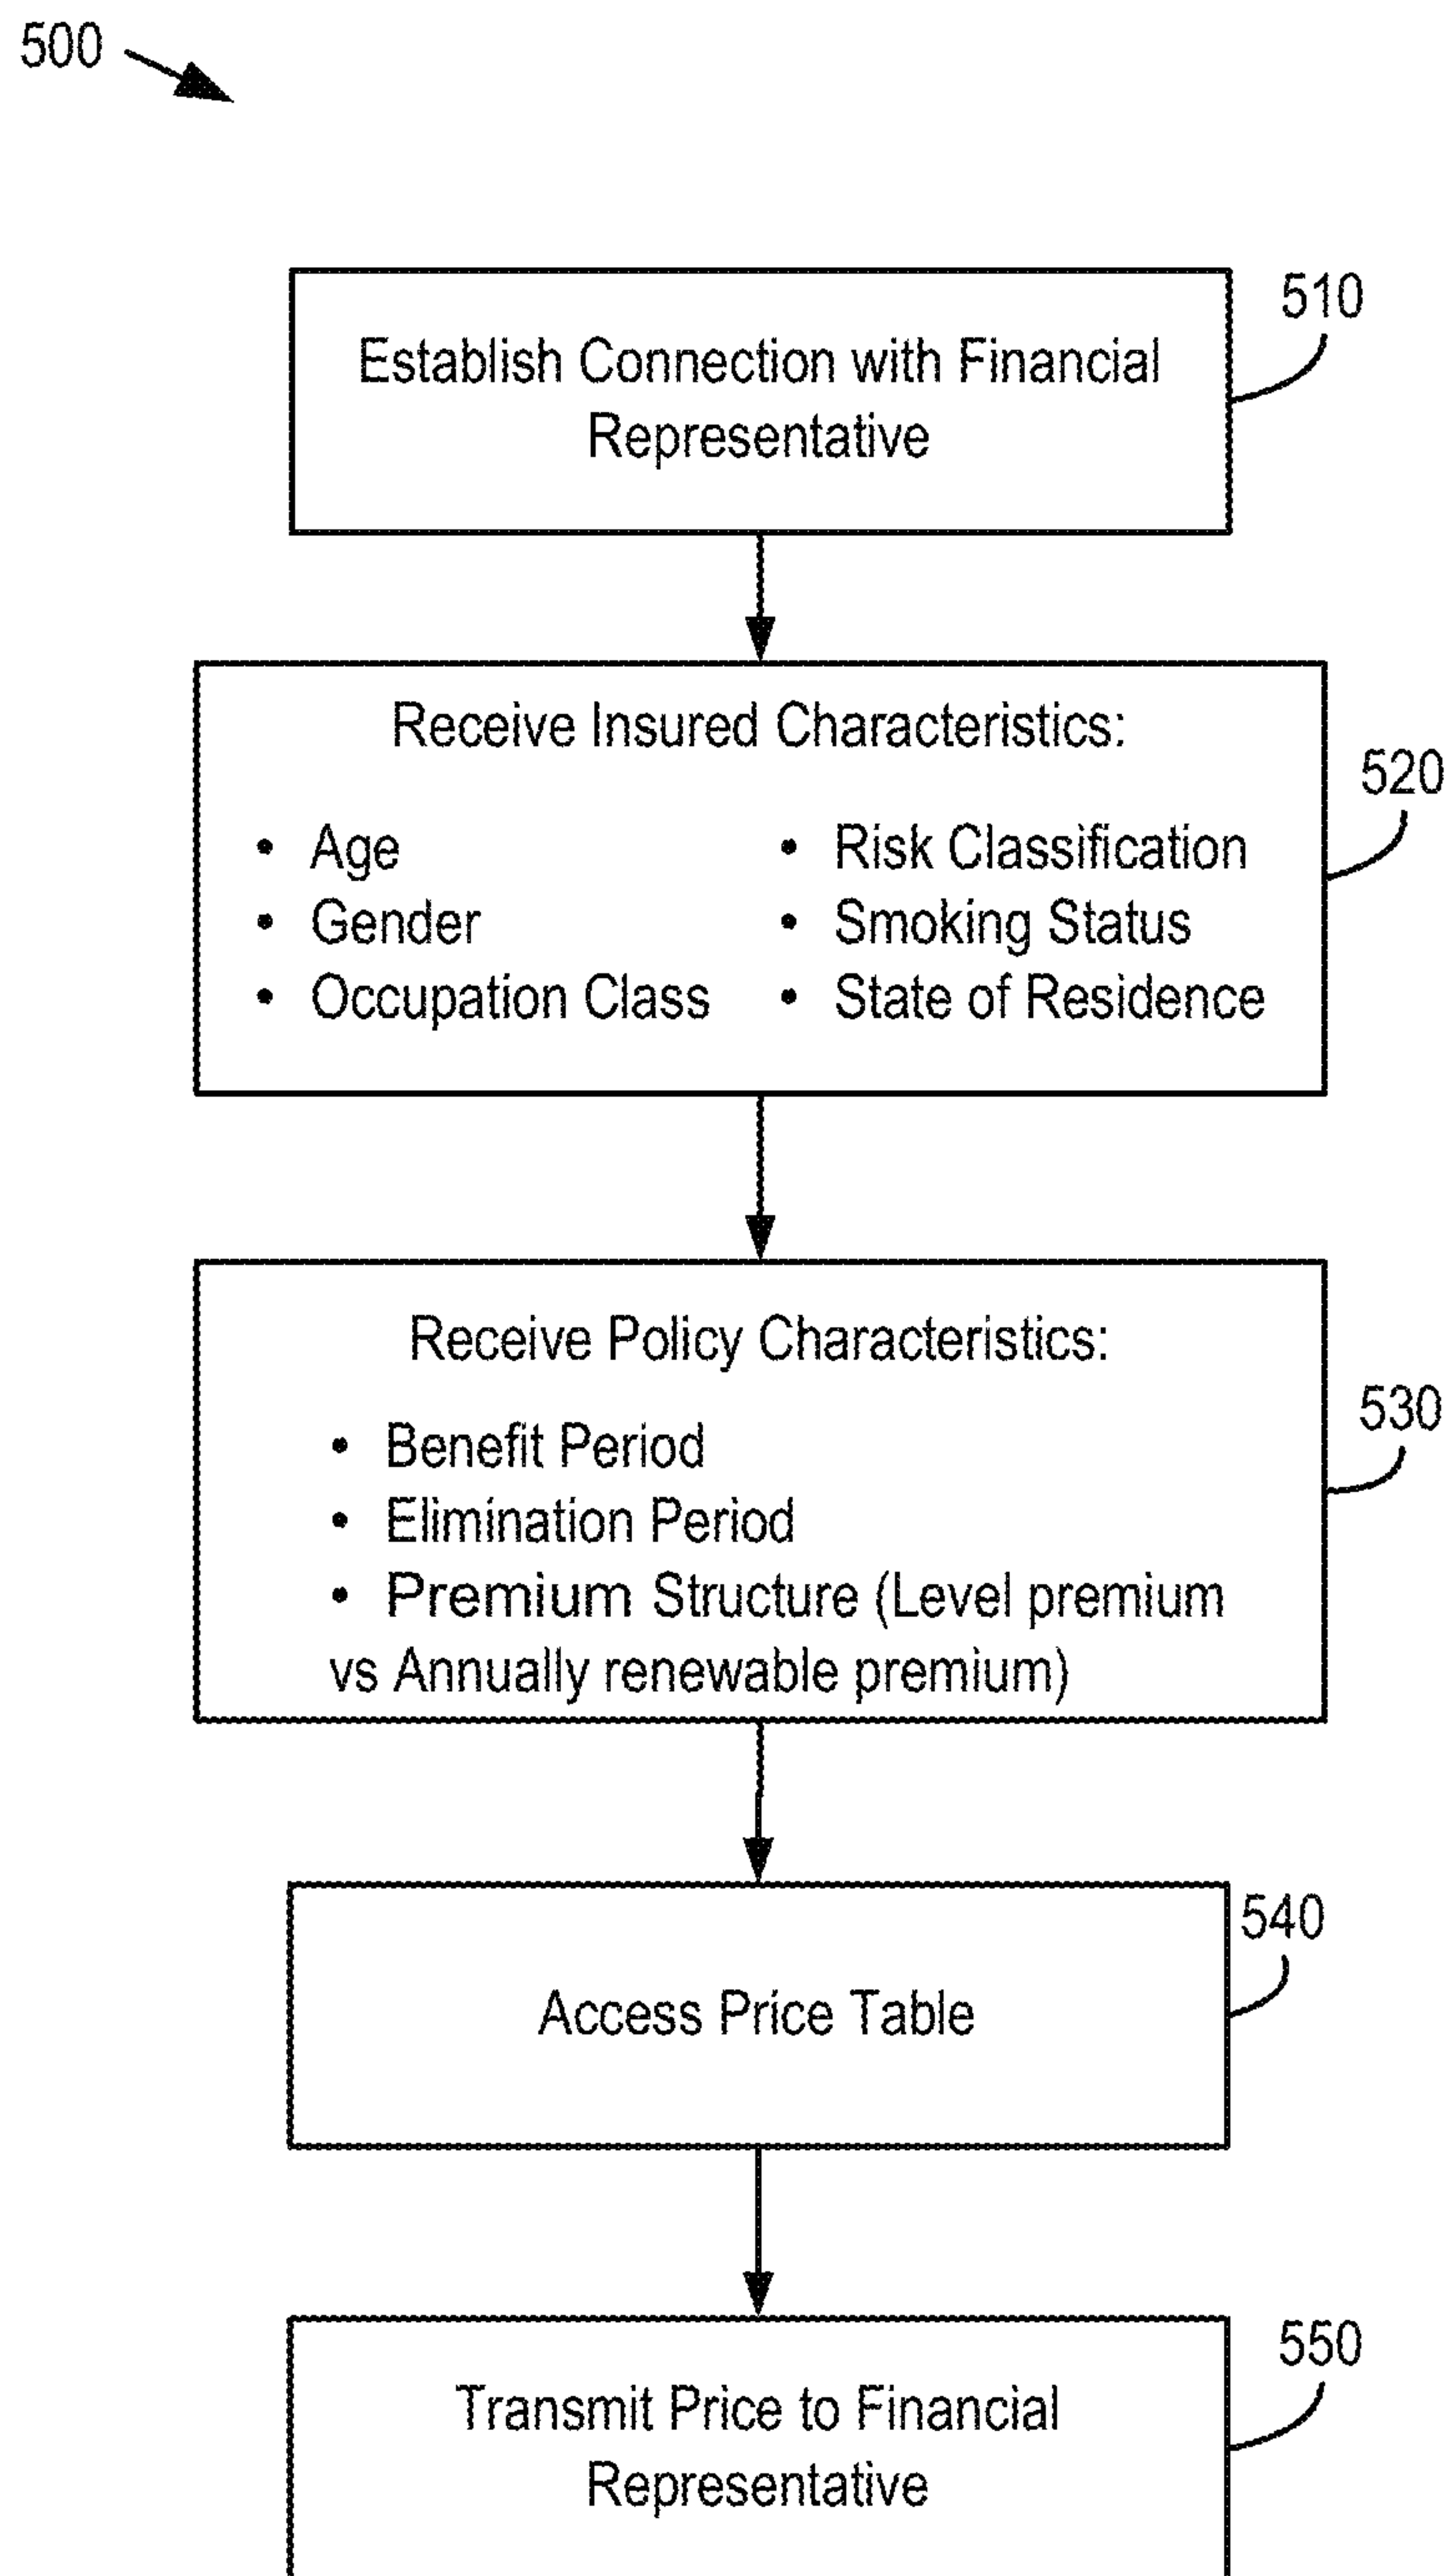 500
Establish Connection with Financial
Representative
510
Receive Insured Characteristics:
• Age
• Gender
• Occupation Class
• Risk Classification
• Smoking Status
• State of Residence
520
Receive Policy Characteristics:
• Benefit Period
• Elimination Period
• Premium Structure (Level premium
vs Annually renewable premium)
530
Access Price Table
540
Transmit Price to Financial
Representative
550